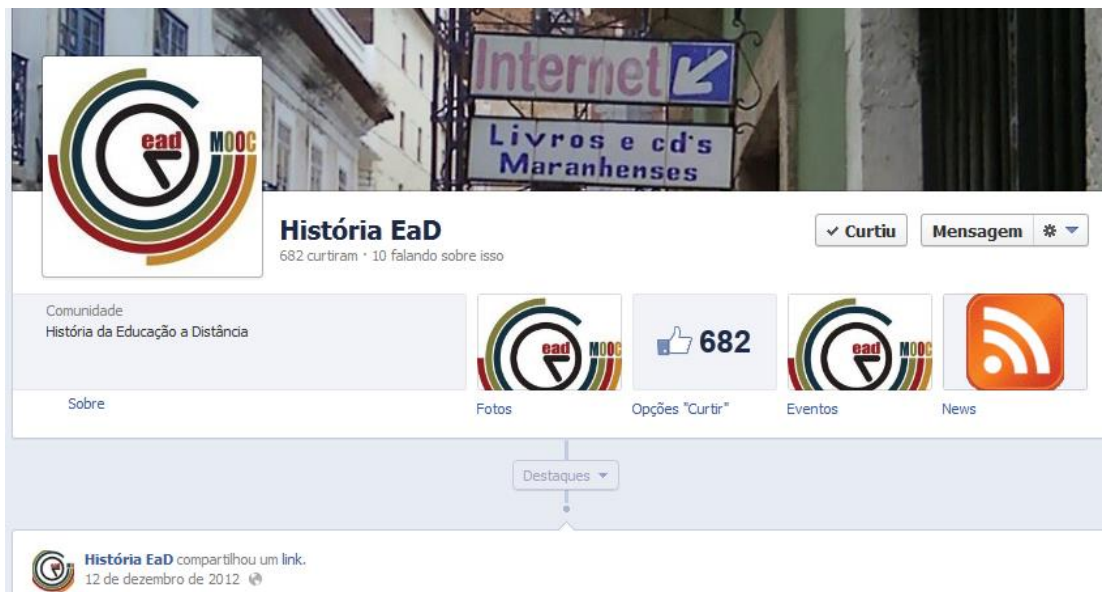 Internet
Livros e cd's
Maranhenses
ead MOOC
História EaD
682 curtiram · 10 falando sobre isso
Curtiu
Mensagem
Comunidade
História da Educação a Distância
ead MOOC
682
ead MOOC
Sobre
Fotos
Opções "Curtir"
Eventos
News
Destaques
História EaD compartilhou um link.
12 de dezembro de 2012